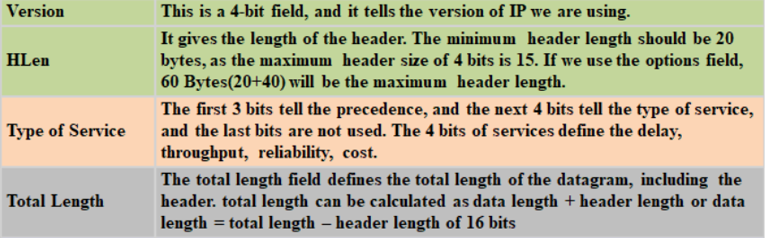 Version This is a 4-bit field, and it tells the version of IP we are using.
It gives the length of the header. The minimum header length should be 20
HLen bytes, as the maximum header size of 4 bits is 15. If we use the options field,
60 Bytes(20+40) will be the maximum header length.
The first 3 bits tell the precedence, and the next 4 bits tell the type of service,
Type of Service and the last bits are not used. The 4 bits of services define the delay,
throughput, reliability, cost.
The total length field defines the total length of the datagram, including the
Total Length header. total length can be calculated as data length + header length or data
length = total length – header length of 16 bits